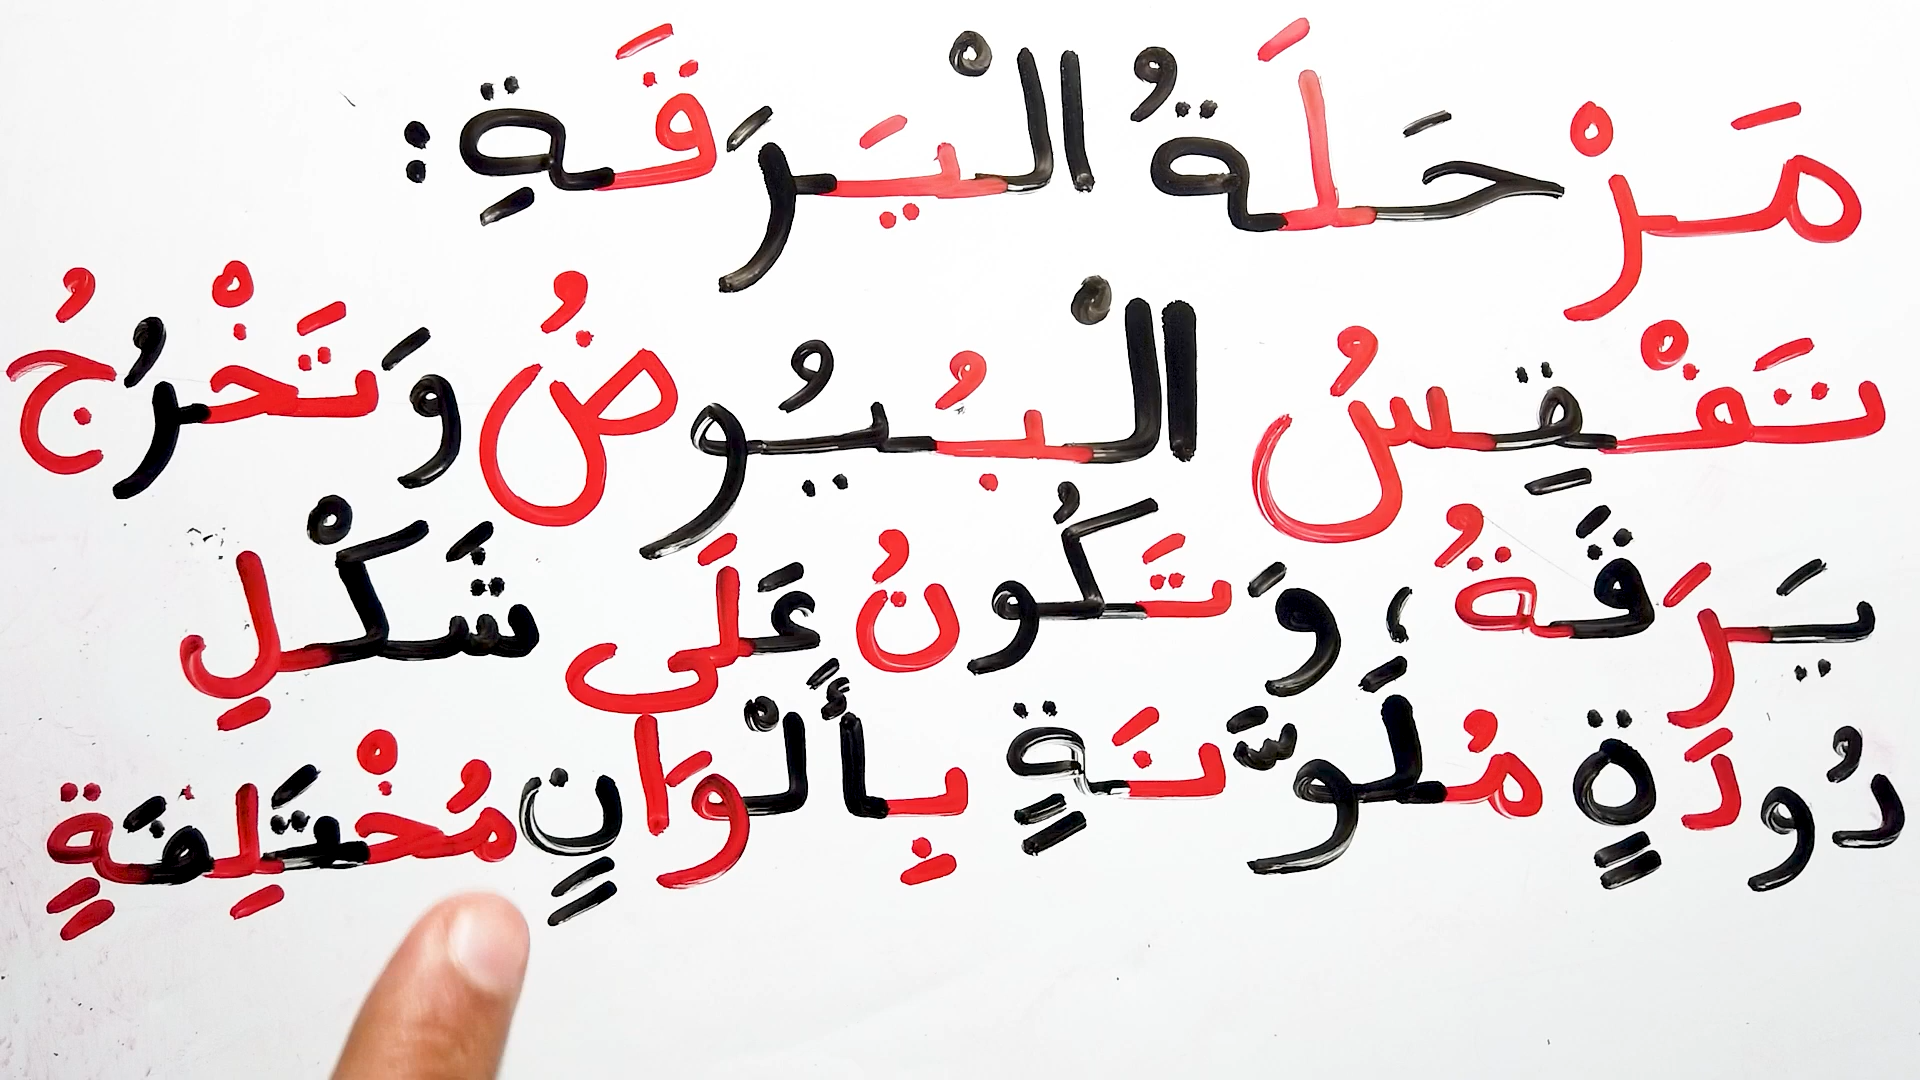 مَرْحَلَةُ الْيَرَقَةِ :
تَفْقِسُ الْبُيُوضُ وَتَخْرُجُ
يَرَقَةُ ، وَتَكُونُ عَلَى شَكْلِ
دُودَةٍ مُلَوَّنَةٍ بِأَلْوَانٍ مُخْتَلِفَةٍ